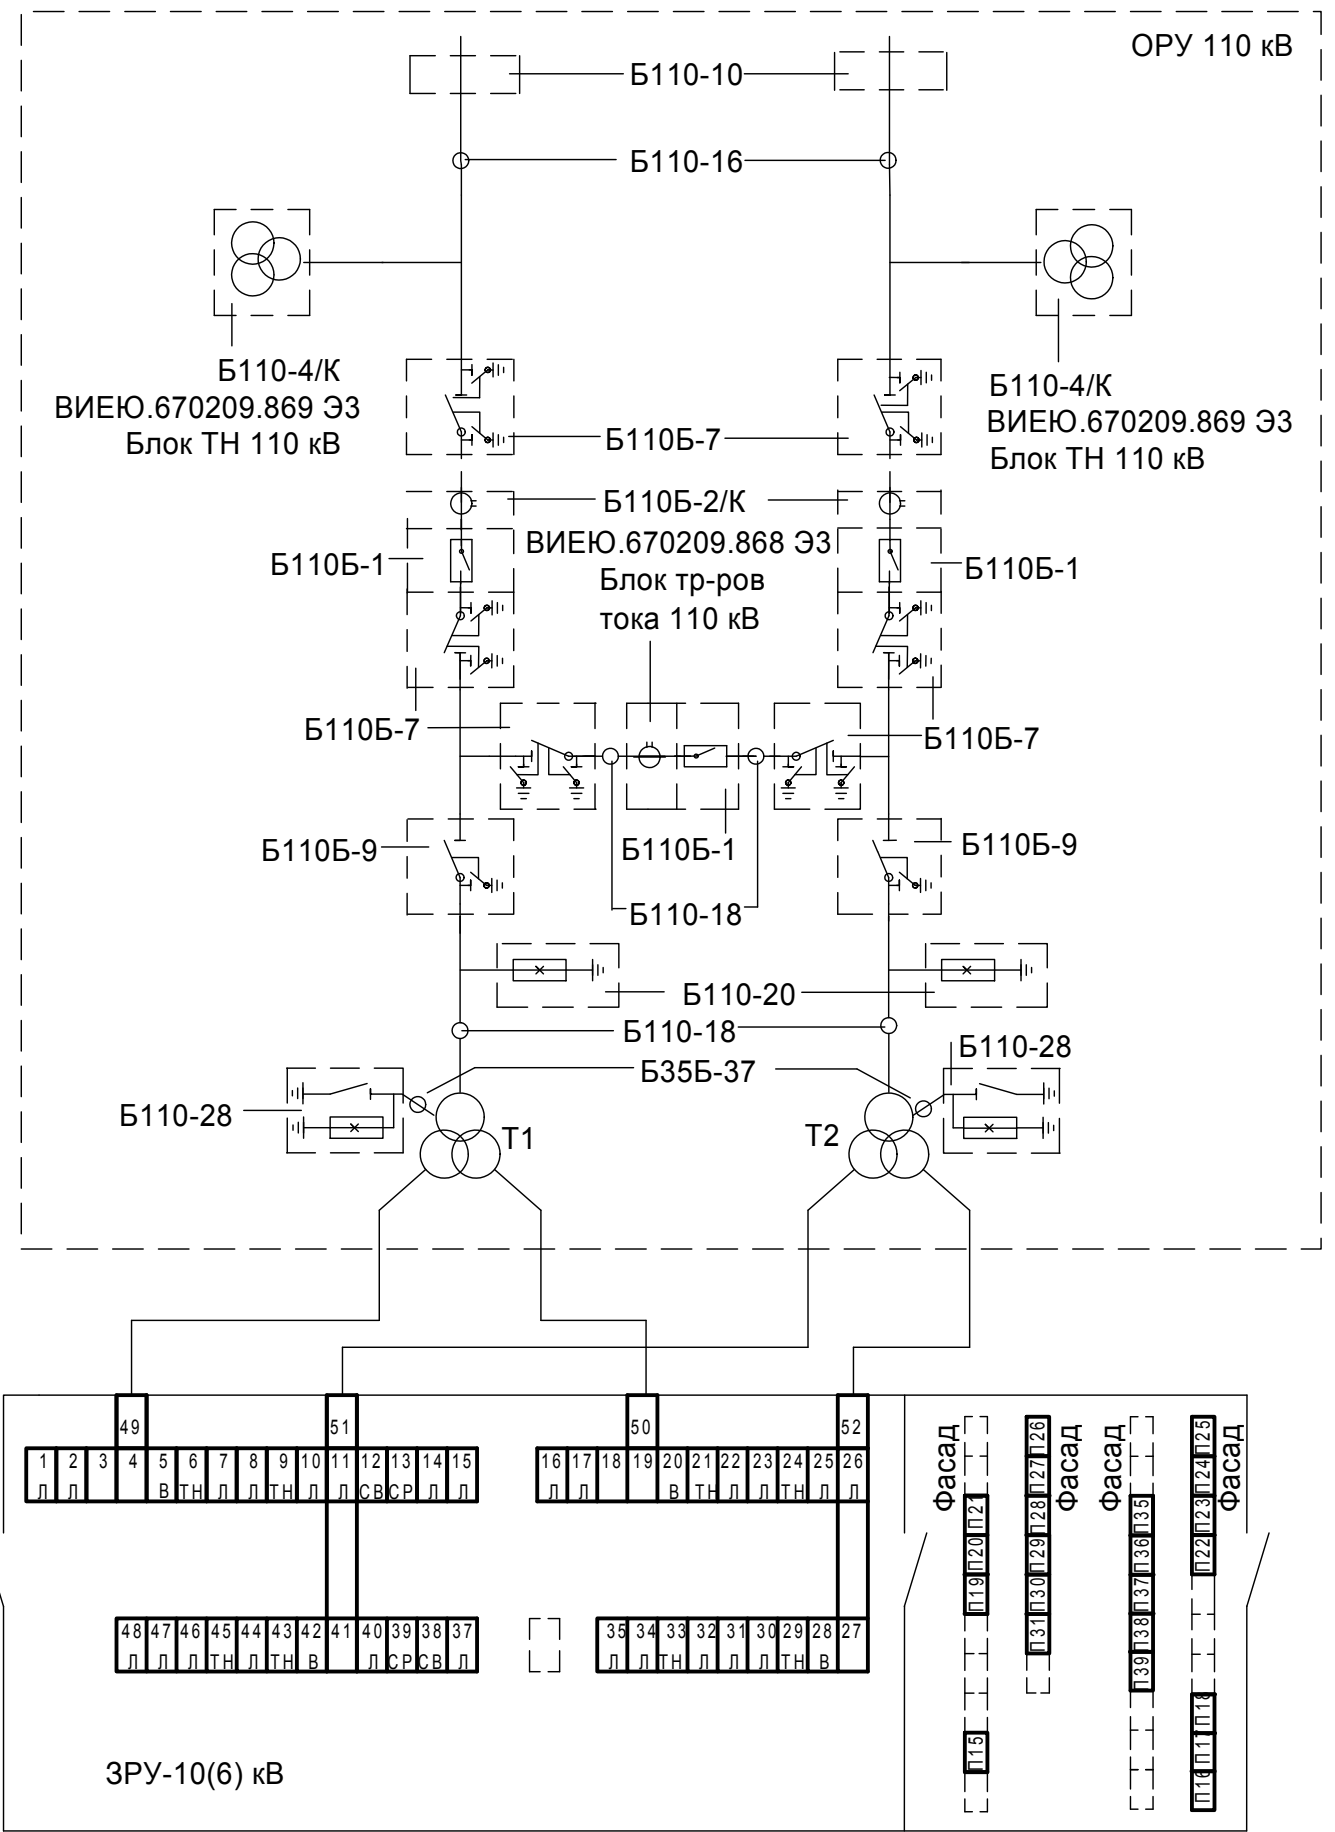 ОРУ 110 кВ
Б110-10
Б110-16
Б110-4/К
ВИЕЮ.670209.869 Э3
Блок ТН 110 кВ
Б110-4/К
ВИЕЮ.670209.869 Э3
Блок ТН 110 кВ
Б110Б-7
Б110Б-2/К
ВИЕЮ.670209.868 Э3
Блок тр-ров
тока 110 кВ
Б110Б-1
Б110Б-1
Б110Б-7
Б110Б-7
Б110Б-9
Б110Б-1
Б110Б-9
Б110-18
Б110-20
Б110-18
Б35Б-37
Б110-28
Б110-28
Т1
Т2
49 51 50 52
1 2 3 4 5 6 7 8 9 10 11 12 13 14 15
Л Л В ТН Л Л ТН Л Л СВ СР Л Л
16 17 18 19 20 21 22 23 24 25 26
Л Л В ТН Л Л ТН Л Л
48 47 46 45 44 43 42 41 40 39 38 37
Л Л Л ТН Л ТН В Л СР СВ Л
35 34 33 32 31 30 29 28 27
Л Л ТН Л Л Л ТН В
ЗРУ-10(6) кВ
Фасад
П21
П20
П19
П15
П26
П27
П28
П29
П30
П31
Фасад
Фасад
П35
П36
П37
П38
П39
П25
П24
П23
П22
П18
П17
П16
Фасад